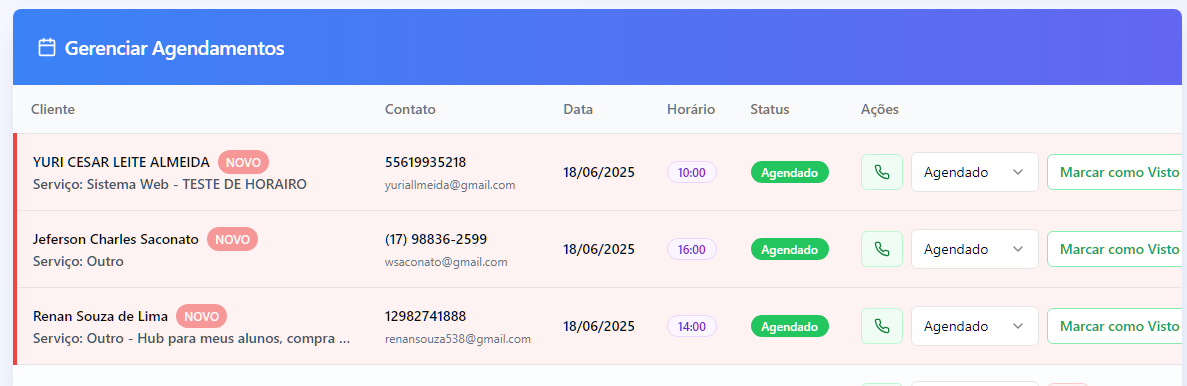 Gerenciar Agendamentos
Cliente Contato Data Horário Status Ações
YURI CESAR LEITE ALMEIDA NOVO
Serviço: Sistema Web - TESTE DE HORAIRO
55619935218
yuriallmeida@gmail.com
18/06/2025 10:00 Agendado Agendado Marcar como Visto
Jeferson Charles Saconato NOVO
Serviço: Outro
(17) 98836-2599
wsaconato@gmail.com
18/06/2025 16:00 Agendado Agendado Marcar como Visto
Renan Souza de Lima NOVO
Serviço: Outro - Hub para meus alunos, compra ...
12982741888
renansouza538@gmail.com
18/06/2025 14:00 Agendado Agendado Marcar como Visto